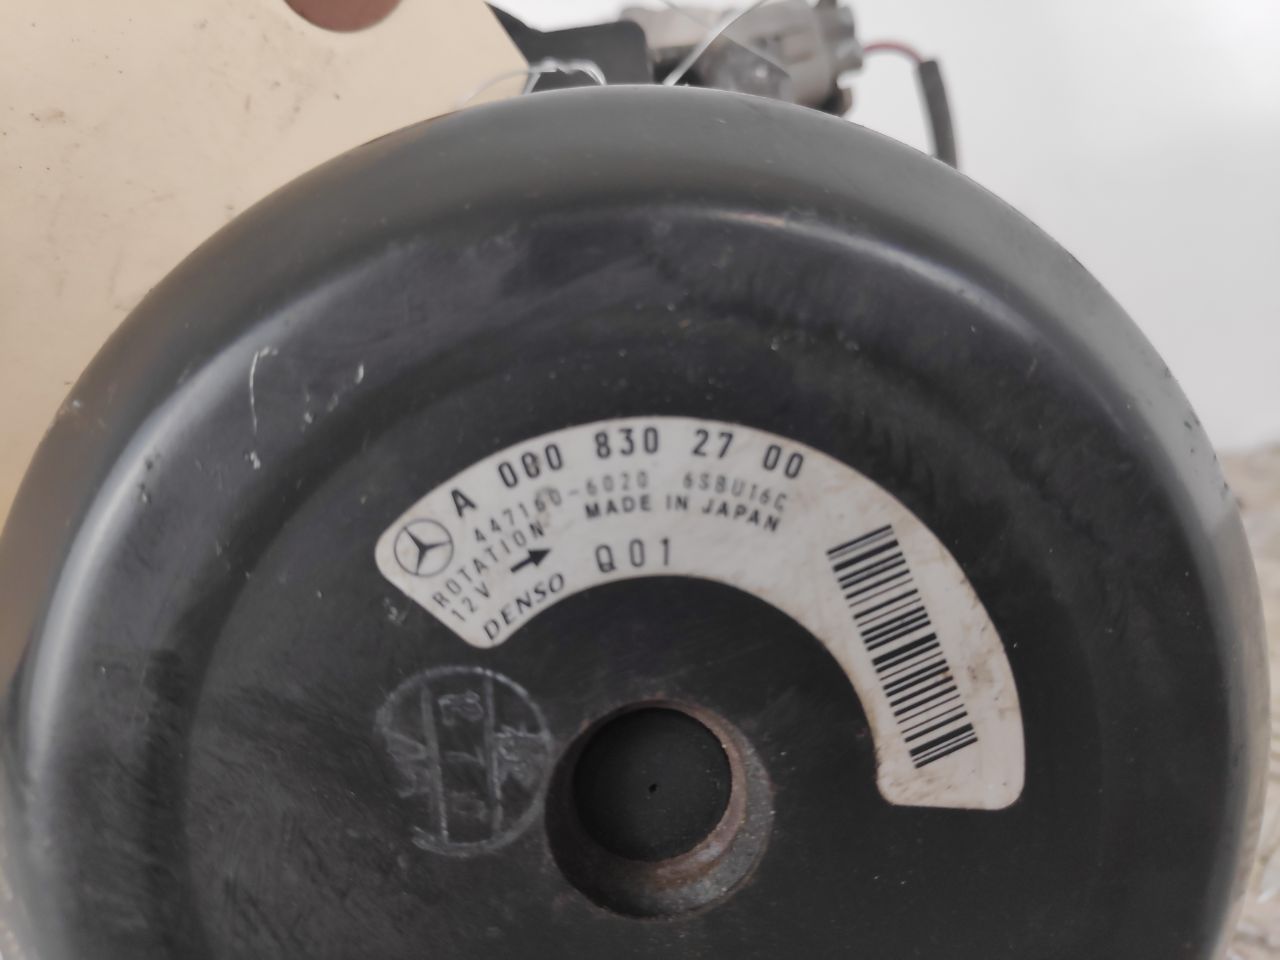 A 000 830 27 00
447160-6020 6SBU16C
ROTATION MADE IN JAPAN
12V
DENSO Q01